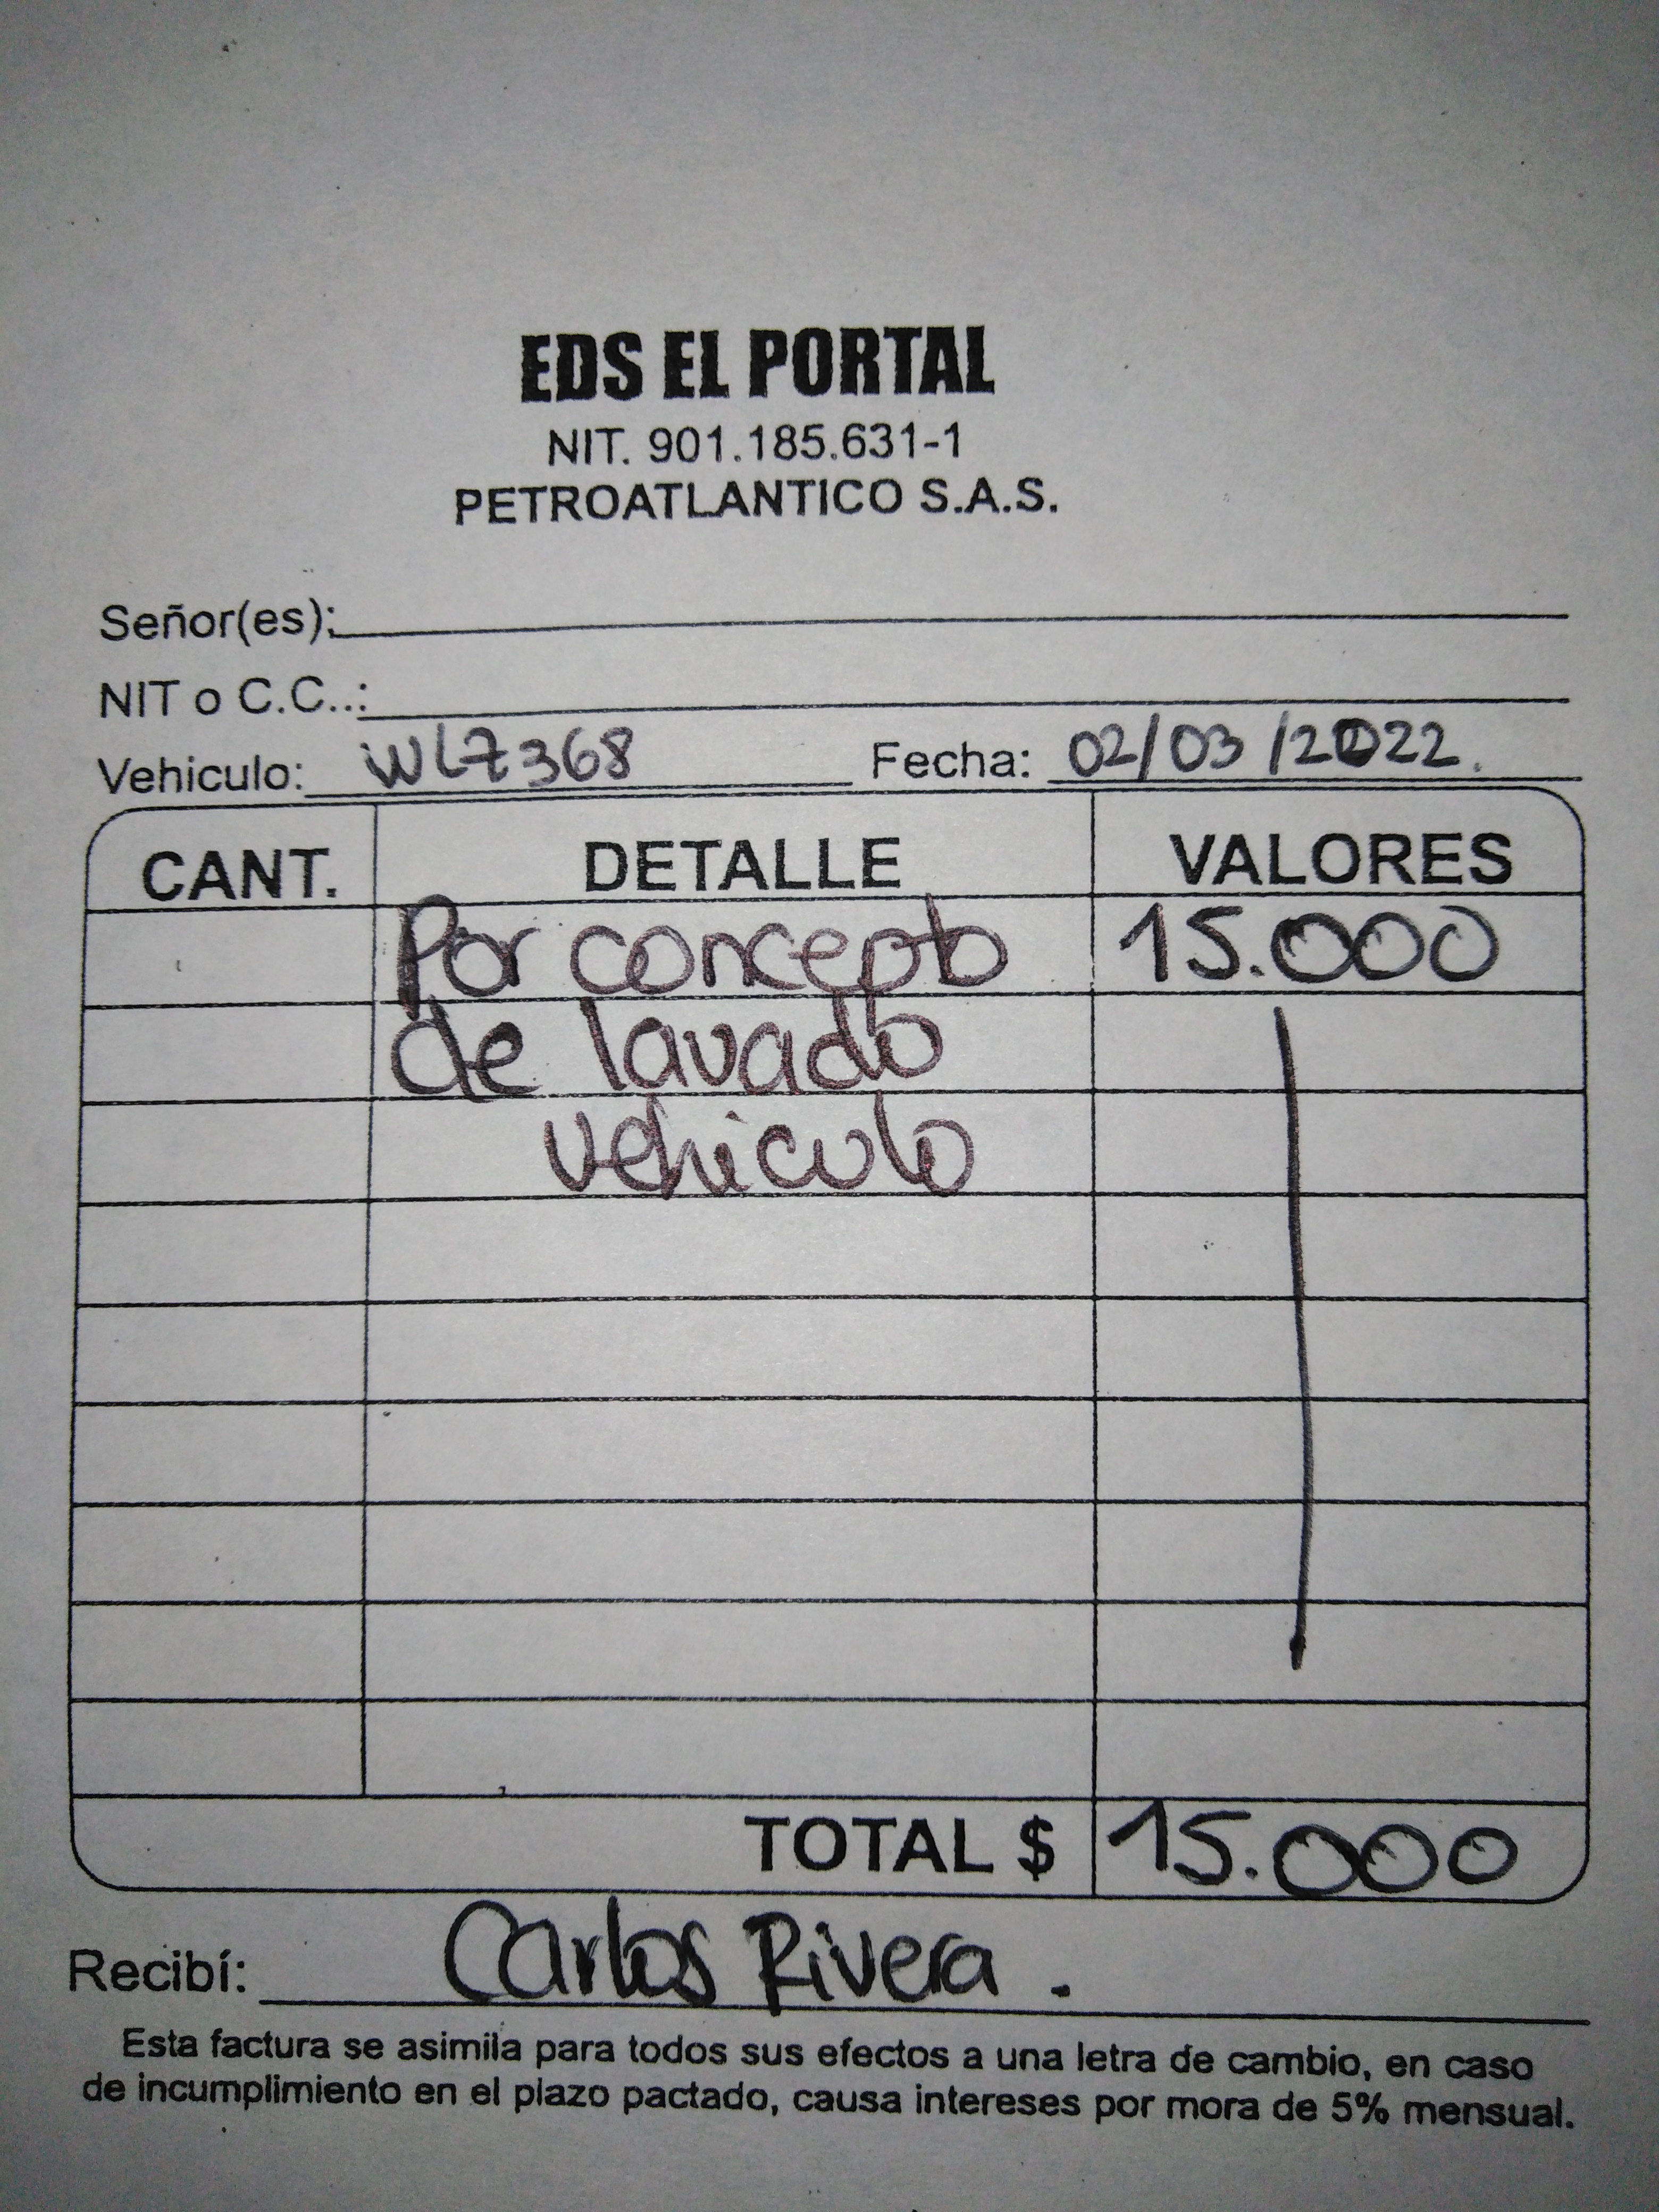 EDS EL PORTAL
NIT. 901.185.631-1
PETROATLANTICO S.A.S.
Señor(es):
NIT o C.C..:
Vehiculo: WLZ368 Fecha: 02/03/2022.
CANT. DETALLE VALORES
Por concepto 15.000
de lavado
vehiculo
TOTAL $ 15.000
Recibí: Carlos Rivera.
Esta factura se asimila para todos sus efectos a una letra de cambio, en caso
de incumplimiento en el plazo pactado, causa intereses por mora de 5% mensual.